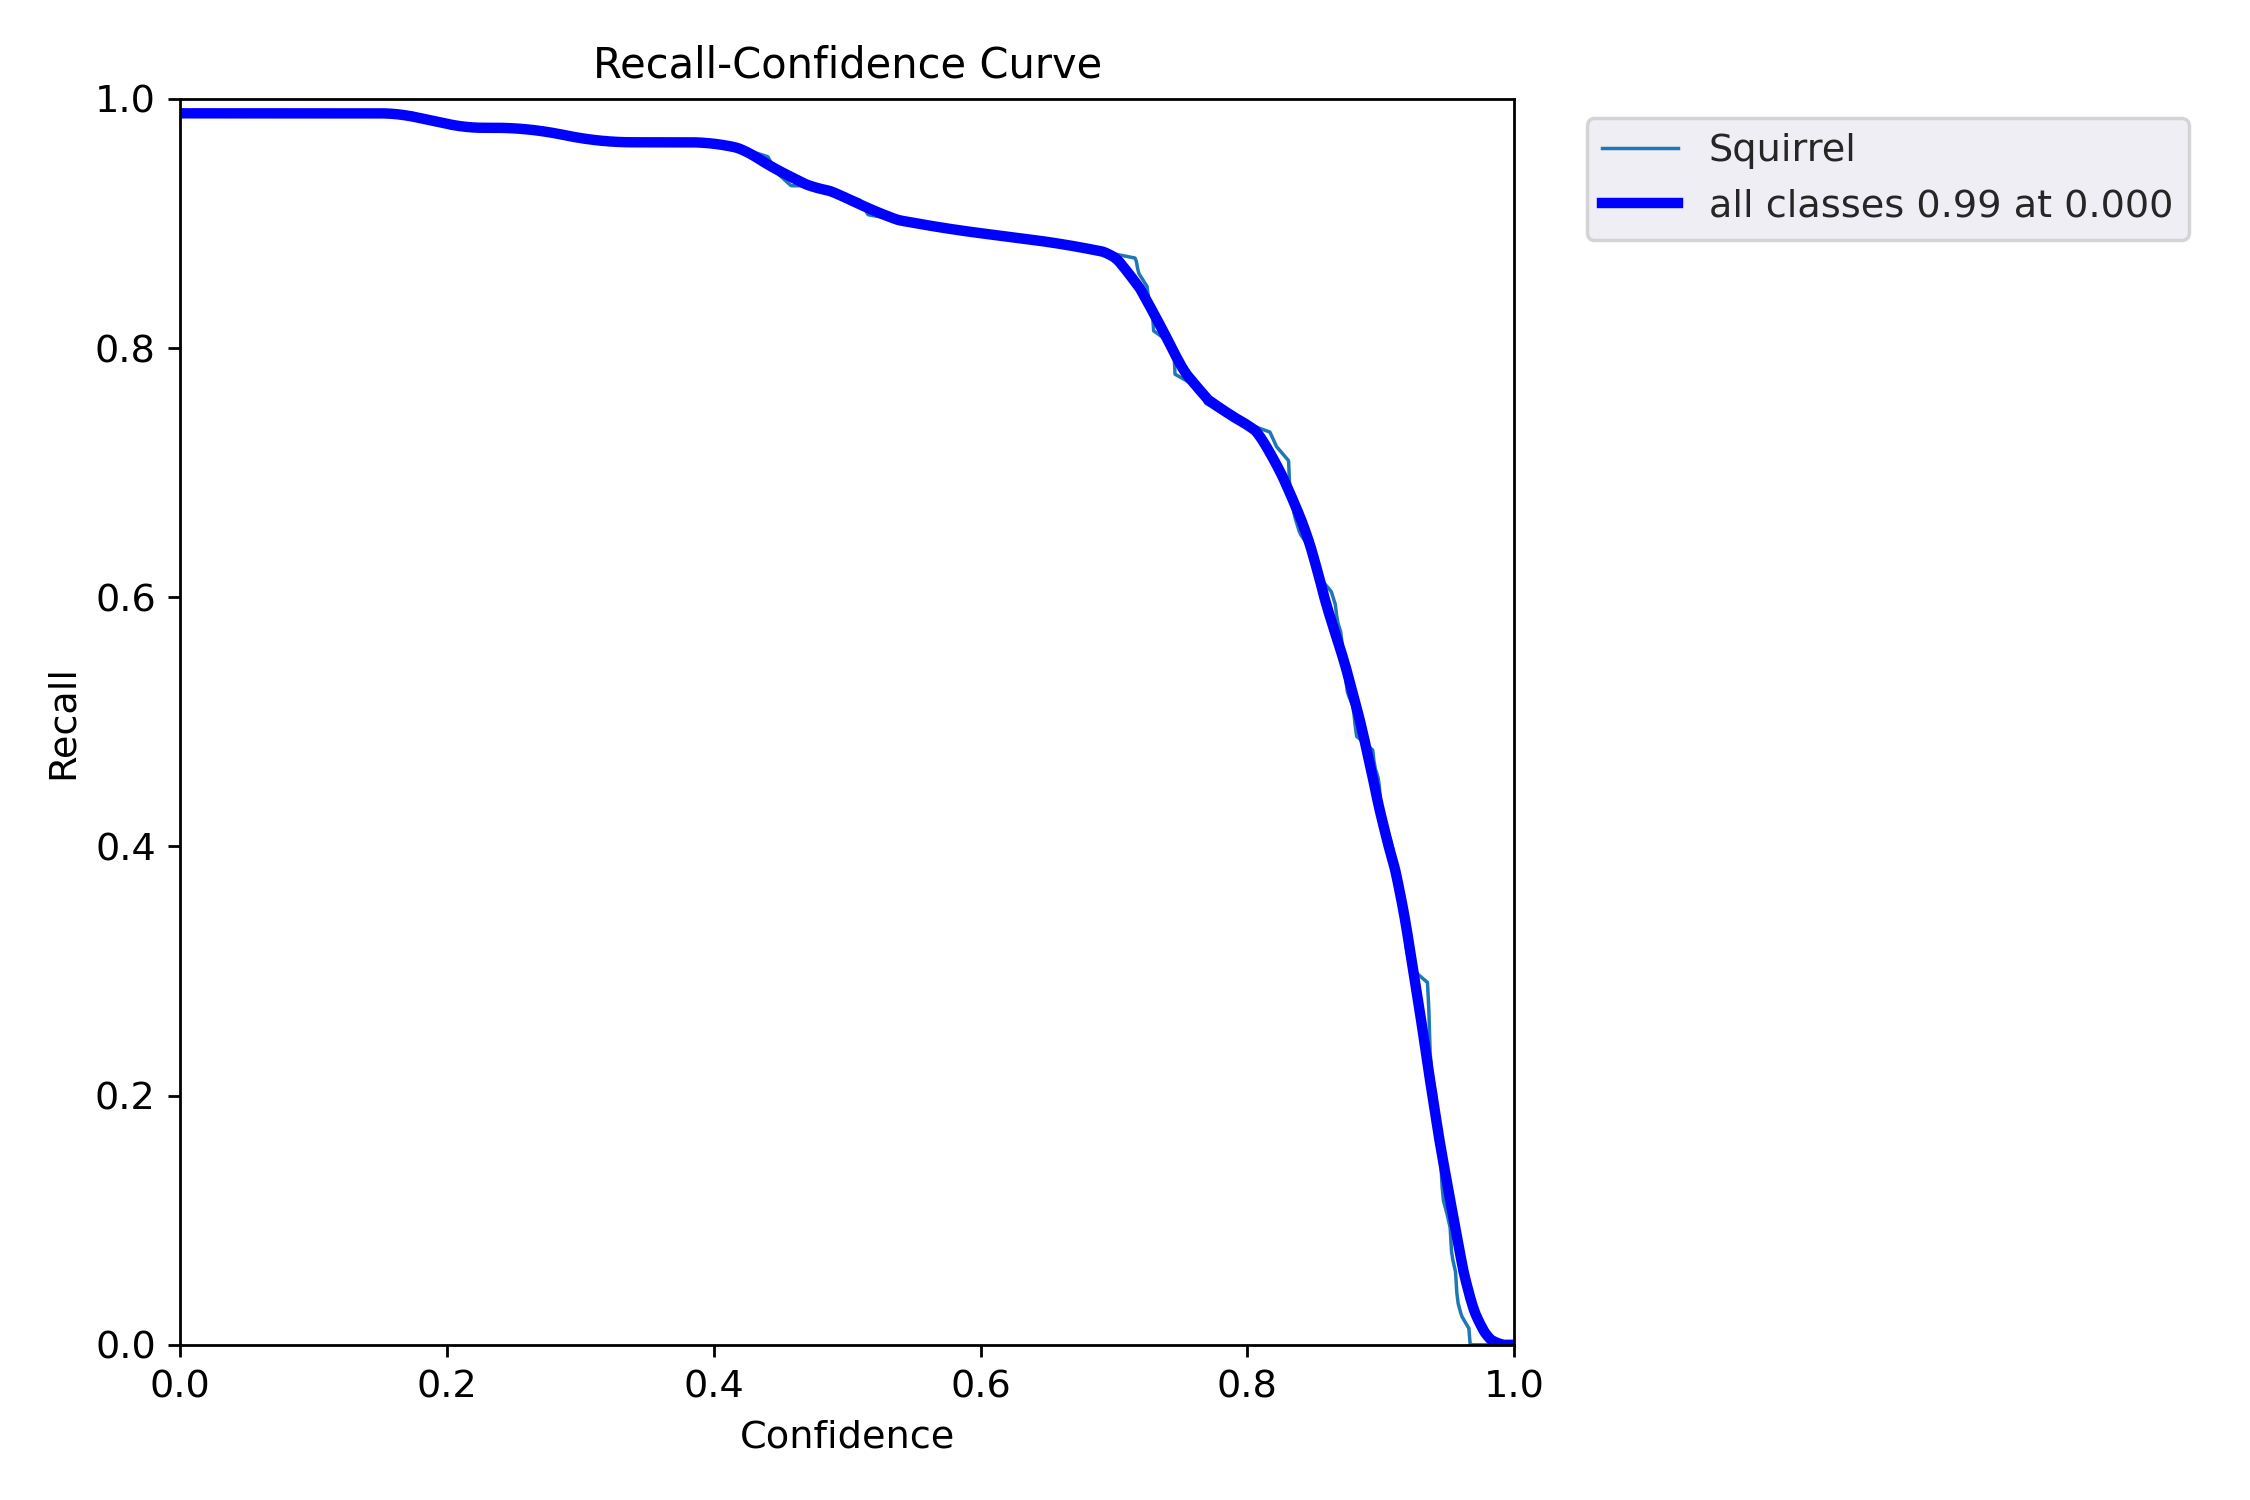 Recall-Confidence Curve
1.0
0.8
0.6
0.4
0.2
0.0
Recall
0.0 0.2 0.4 0.6 0.8 1.0
Confidence
Squirrel
all classes 0.99 at 0.000